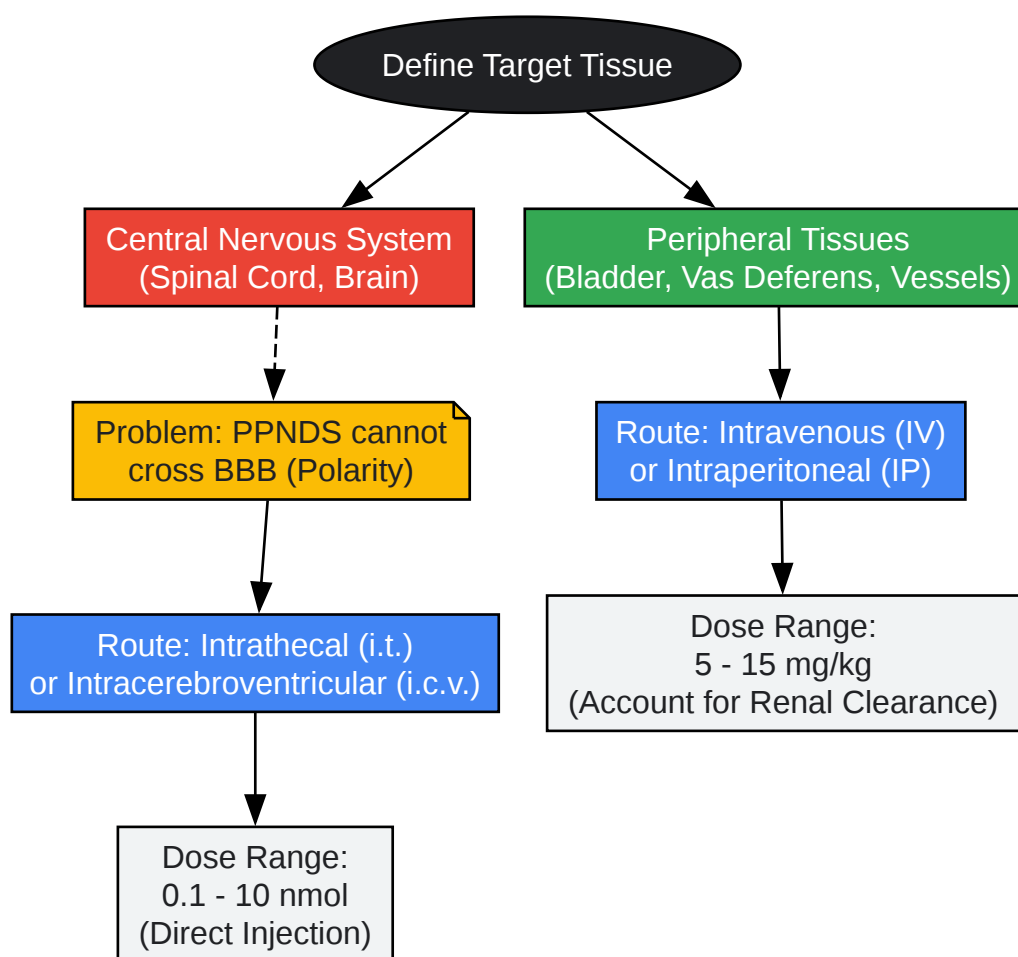 Define Target Tissue
Central Nervous System
(Spinal Cord, Brain)
Peripheral Tissues
(Bladder, Vas Deferens, Vessels)
Problem: PPNDS cannot
cross BBB (Polarity)
Route: Intravenous (IV)
or Intraperitoneal (IP)
Route: Intrathecal (i.t.)
or Intracerebroventricular (i.c.v.)
Dose Range:
5 - 15 mg/kg
(Account for Renal Clearance)
Dose Range:
0.1 - 10 nmol
(Direct Injection)